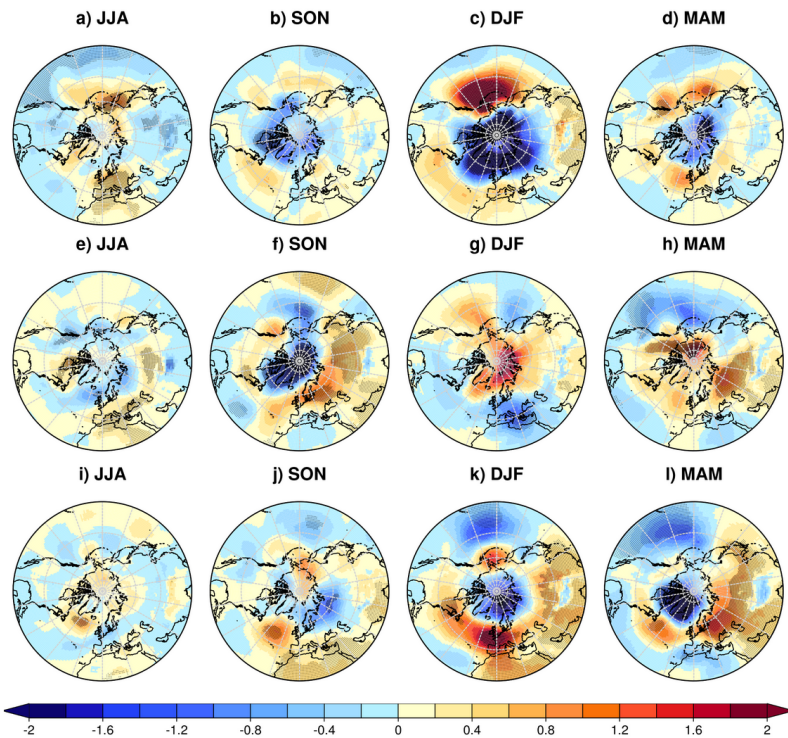 a) JJA b) SON c) DJF d) MAM
e) JJA f) SON g) DJF h) MAM
i) JJA j) SON k) DJF l) MAM
-2 -1.6 -1.2 -0.8 -0.4 0 0.4 0.8 1.2 1.6 2